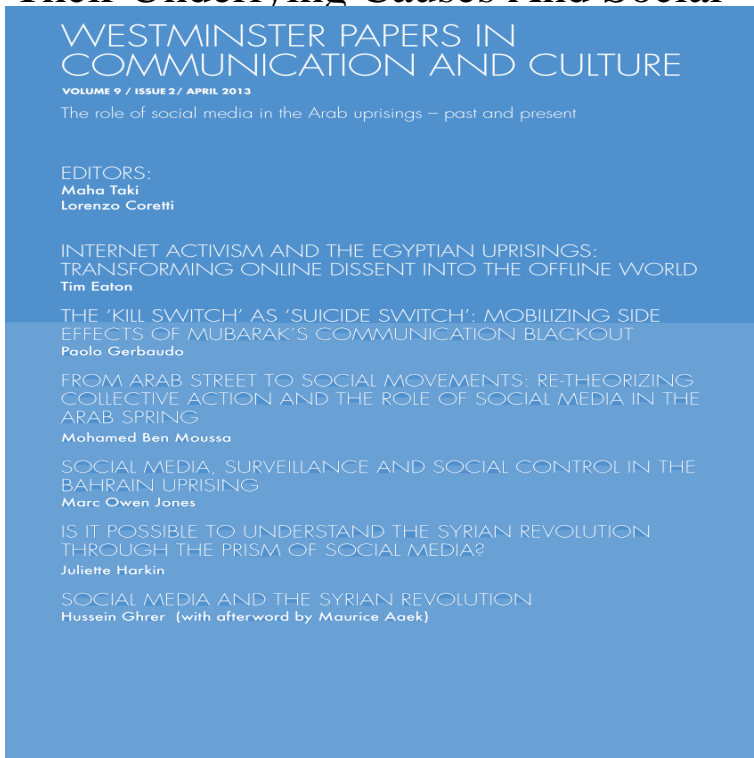 Their Underlying Causes And Social
WESTMINSTER PAPERS IN
COMMUNICATION AND CULTURE
VOLUME 9 / ISSUE 2/ APRIL 2013
The role of social media in the Arab uprisings – past and present
EDITORS:
Maha Taki
Lorenzo Coretti
INTERNET ACTIVISM AND THE EGYPTIAN UPRISINGS:
TRANSFORMING ONLINE DISSENT INTO THE OFFLINE WORLD
Tim Eaton
THE ‘KILL SWITCH’ AS ‘SUICIDE SWITCH’: MOBILIZING SIDE
EFFECTS OF MUBARAK’S COMMUNICATION BLACKOUT
Paolo Gerbaudo
FROM ARAB STREET TO SOCIAL MOVEMENTS: RE-THEORIZING
COLLECTIVE ACTION AND THE ROLE OF SOCIAL MEDIA IN THE
ARAB SPRING
Mohamed Ben Moussa
SOCIAL MEDIA, SURVEILLANCE AND SOCIAL CONTROL IN THE
BAHRAIN UPRISING
Marc Owen Jones
IS IT POSSIBLE TO UNDERSTAND THE SYRIAN REVOLUTION
THROUGH THE PRISM OF SOCIAL MEDIA?
Juliette Harkin
SOCIAL MEDIA AND THE SYRIAN REVOLUTION
Hussein Ghrer (with afterword by Maurice Aaek)